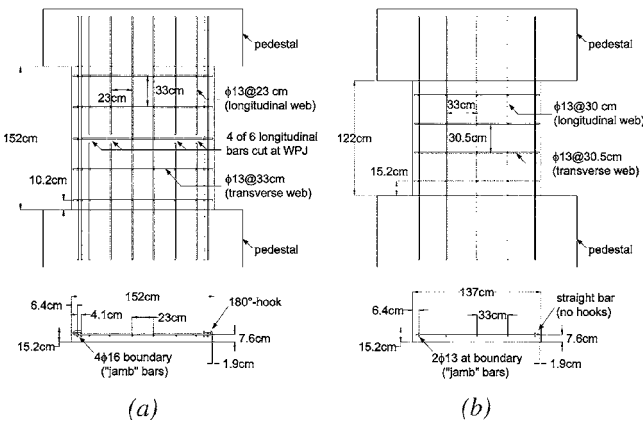 pedestal
23cm
33cm
ϕ13@23 cm
(longitudinal web)
152cm
4 of 6 longitudinal
bars cut at WPJ
10.2cm
ϕ13@33cm
(transverse web)
pedestal
152cm
6.4cm
4.1cm
23cm
180°-hook
15.2cm
4ϕ16 boundary
("jamb" bars)
7.6cm
1.9cm
(a)
pedestal
33cm
ϕ13@30 cm
(longitudinal web)
122cm
30.5cm
15.2cm
ϕ13@30.5cm
(transverse web)
pedestal
137cm
6.4cm
33cm
straight bar
(no hooks)
15.2cm
2ϕ13 at boundary
("jamb" bars)
7.6cm
1.9cm
(b)